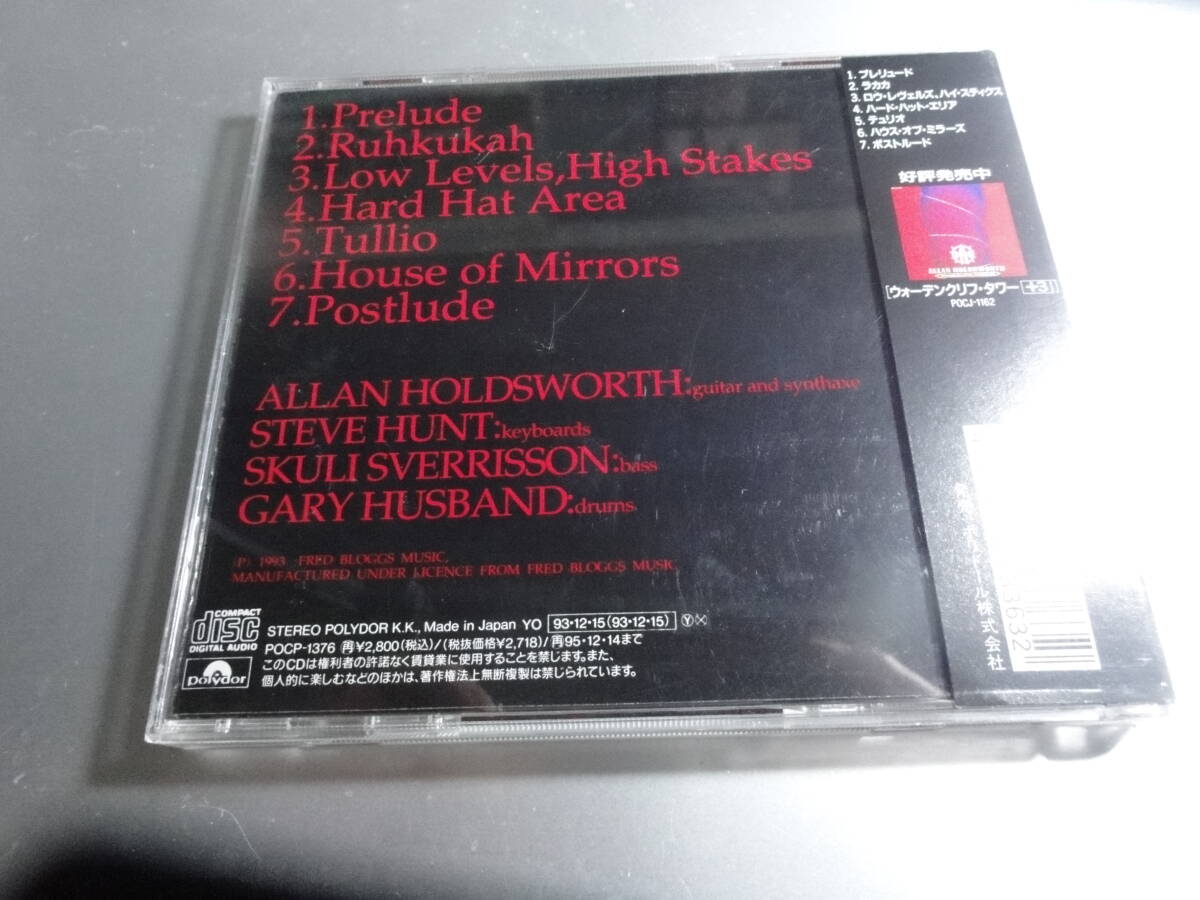 1.Prelude
2.Ruhkukah
3.Low Levels,High Stakes
4.Hard Hat Area
5.Tullio
6.House of Mirrors
7.Postlude
ALLAN HOLDSWORTH:guitar and synthaxe
STEVE HUNT:keyboards
SKULI SVERRISSON:bass
GARY HUSBAND:drums
(P) 1993 FRED BLOGGS MUSIC,
MANUFACTURED UNDER LICENCE FROM FRED BLOGGS MUSIC
COMPACT
disc
DIGITAL AUDIO
STEREO POLYDOR K.K., Made in Japan YO 93・12・15(93・12・15) Ⓨ
POCP-1376 再¥2,800(税込)/(税抜価格¥2,718)/再95・12・14まで
このCDは権利者の許諾なく賃貸業に使用することを禁じます。また、
個人的に楽しむなどのほかは、著作権法上無断複製は禁じられています。
polydor
1. プレリュード
2. ラカカ
3. ロウ・レヴェルズ、ハイ・スティクス
4. ハード・ハット・エリア
5. テュリオ
6. ハウス・オブ・ミラーズ
7. ポストルード
好評発売中
ALLAN HOLDSWORTH
[ウォーデンクリフ・タワー +3]
POCJ-1162
ル株式会社
3632